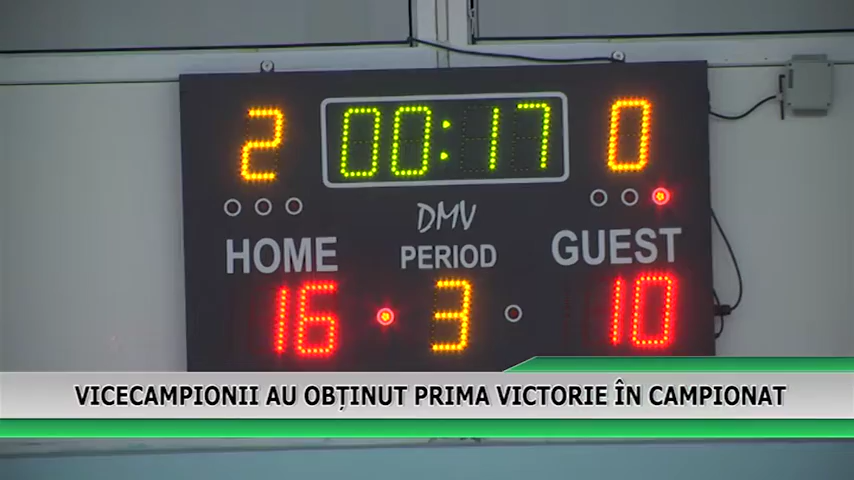 2 00:17 0
DMV
HOME PERIOD GUEST
16 3 10
VICECAMPIONII AU OBȚINUT PRIMA VICTORIE ÎN CAMPIONAT